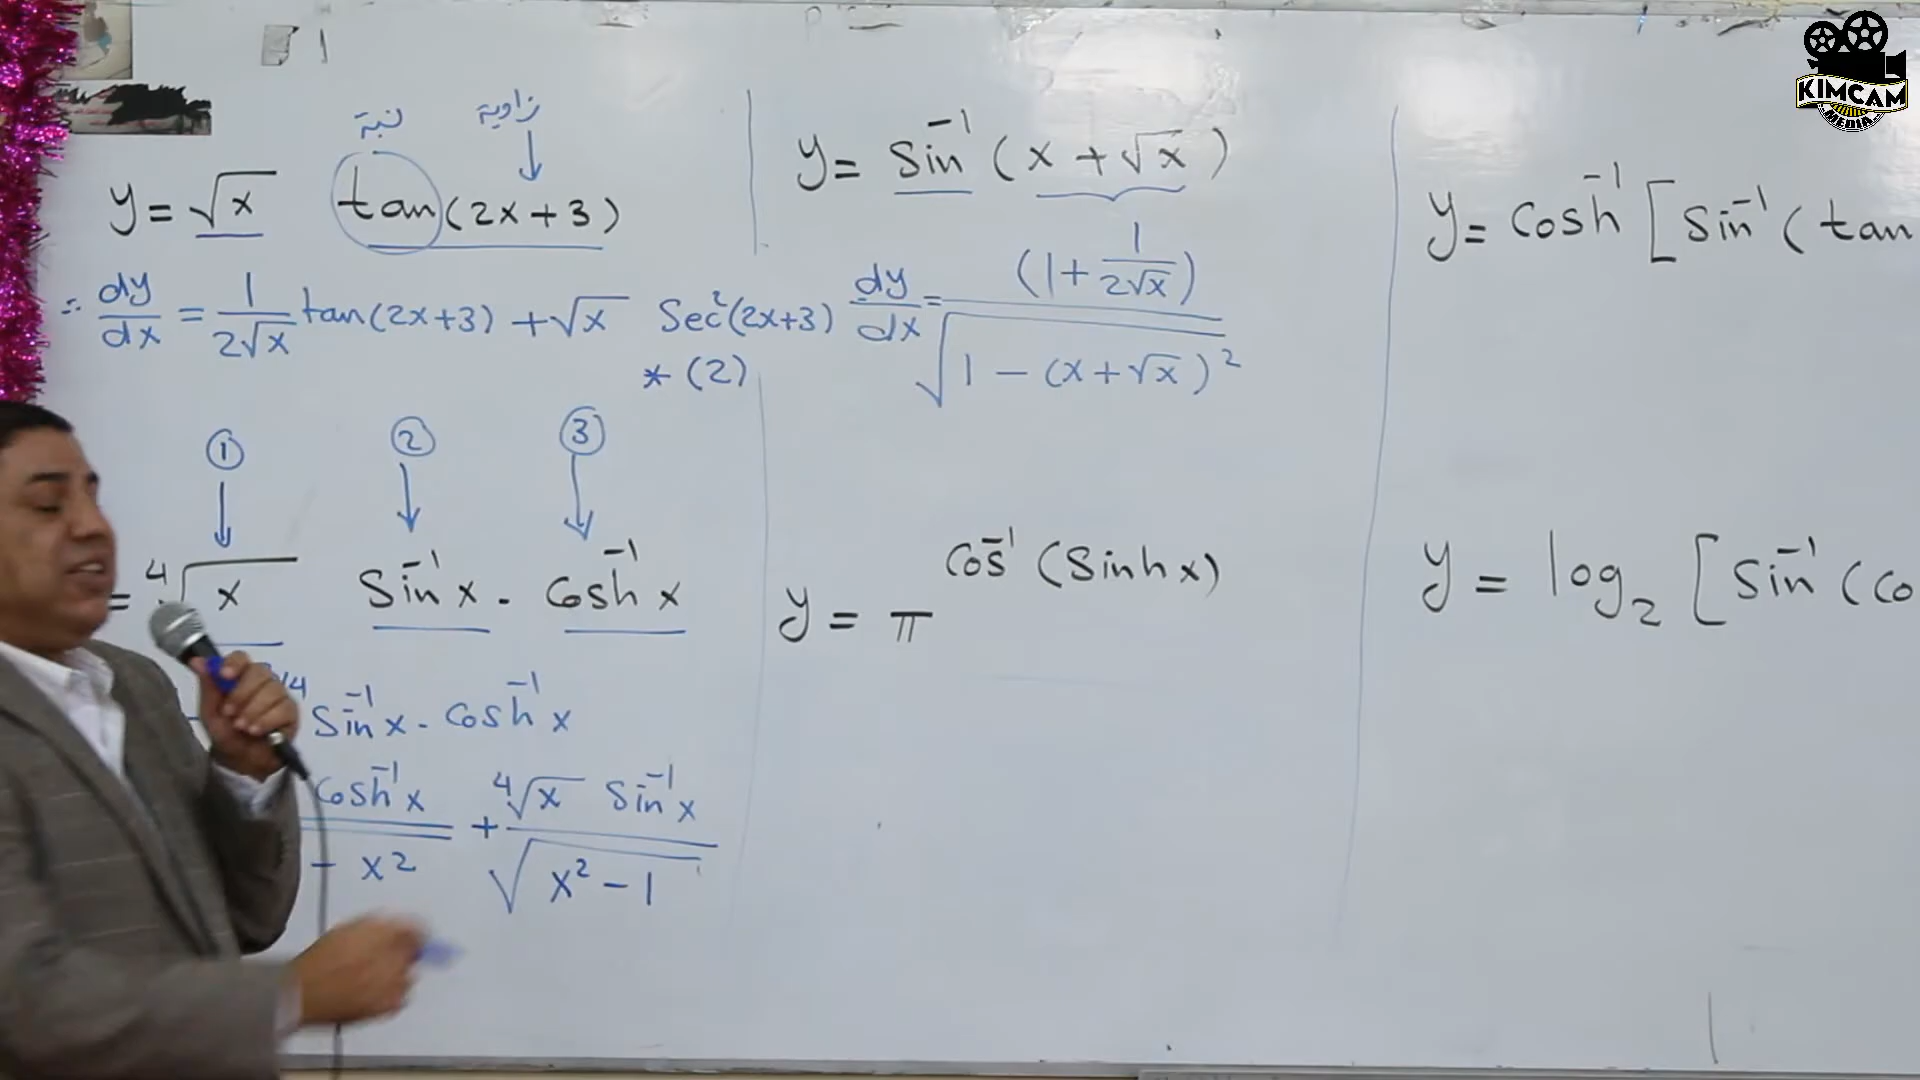 نسبة زاوية
y = √x tan(2x+3)
∴ dy/dx = 1/(2√x) tan(2x+3) + √x Sec²(2x+3)
* (2)
① ② ③
= ⁴√x Sin⁻¹x . Cosh⁻¹x
Sin⁻¹x . Cosh⁻¹x
Cosh⁻¹x + ⁴√x Sin⁻¹x
- x² √(x² - 1)
y = Sin⁻¹(x + √x)
dy/dx = (1 + 1/(2√x)) / √(1 - (x+√x)²)
y = π^(Cos⁻¹(Sinhx))
y = Cosh⁻¹[Sin⁻¹(tan
y = log₂[Sin⁻¹(Co
KIMCAM
MEDIA